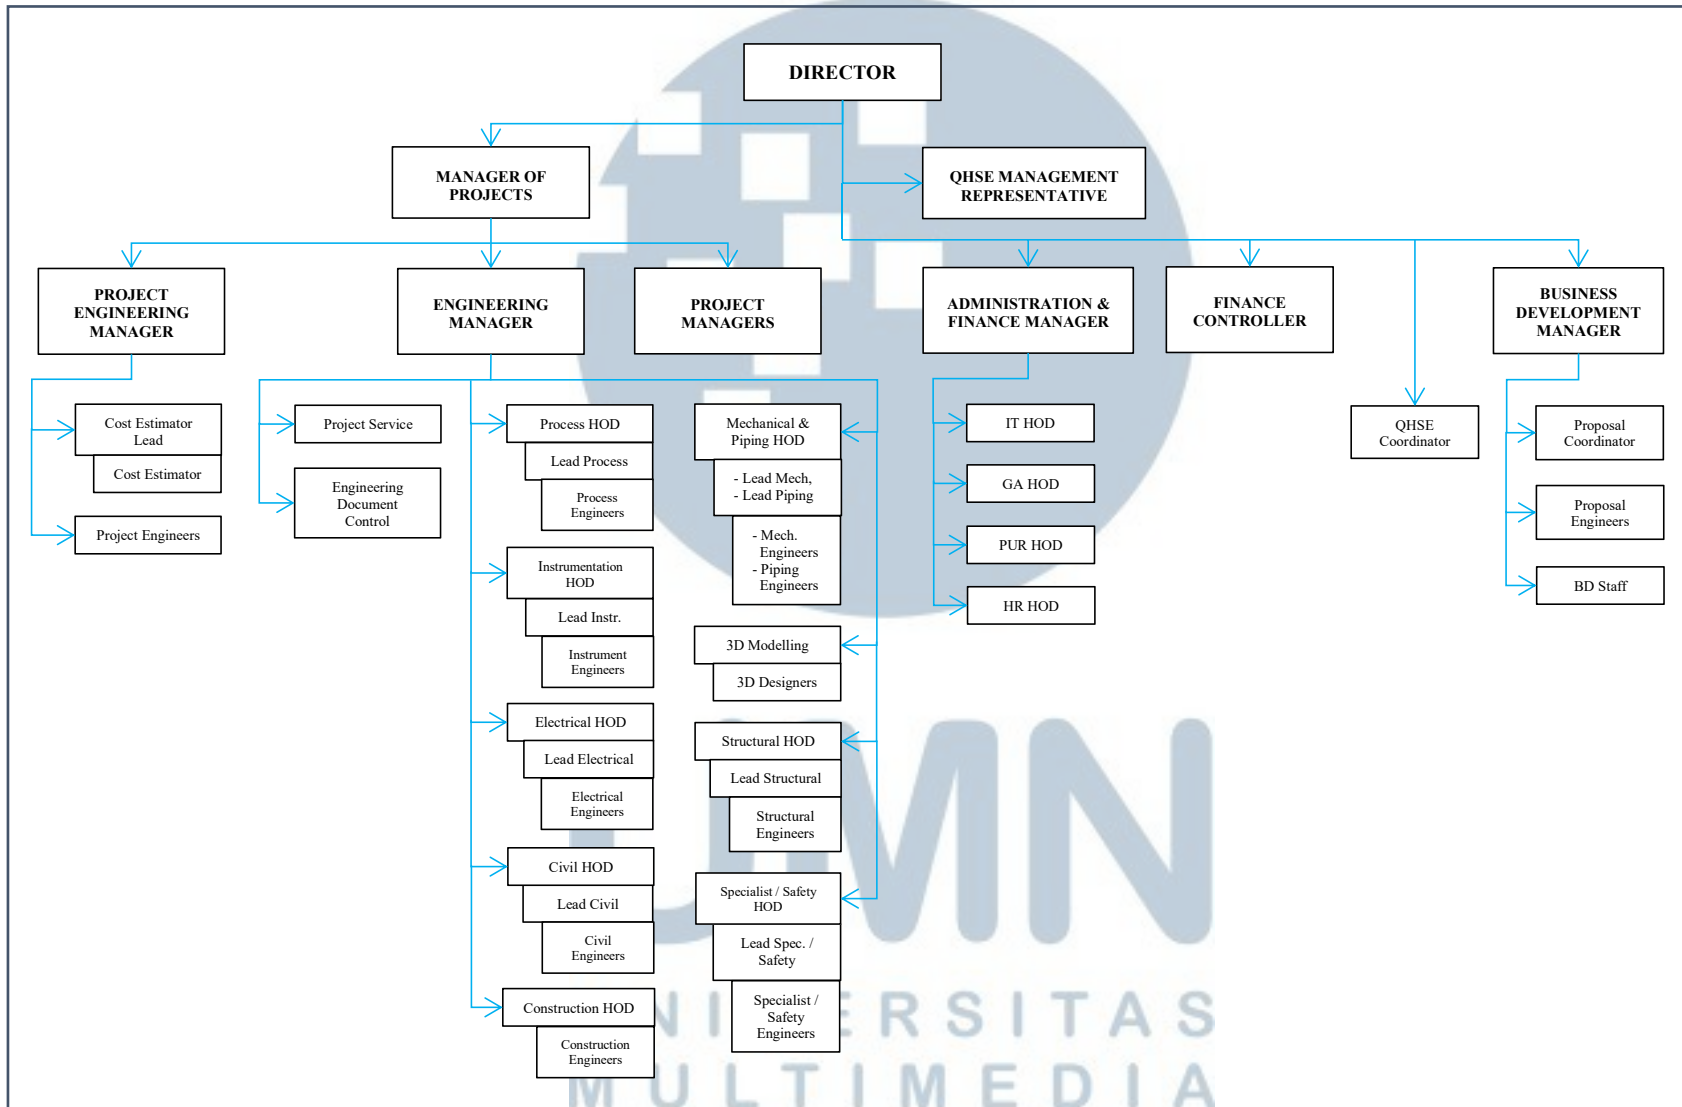 DIRECTOR
MANAGER OF
PROJECTS
QHSE MANAGEMENT
REPRESENTATIVE
PROJECT
ENGINEERING
MANAGER
ENGINEERING
MANAGER
PROJECT
MANAGERS
ADMINISTRATION &
FINANCE MANAGER
FINANCE
CONTROLLER
BUSINESS
DEVELOPMENT
MANAGER
Cost Estimator
Lead
Cost Estimator
Project Engineers
Project Service
Engineering
Document
Control
Process HOD
Lead Process
Process
Engineers
Instrumentation
HOD
Lead Instr.
Instrument
Engineers
Electrical HOD
Lead Electrical
Electrical
Engineers
Civil HOD
Lead Civil
Civil
Engineers
Construction HOD
Construction
Engineers
Mechanical &
Piping HOD
- Lead Mech,
- Lead Piping
- Mech.
Engineers
- Piping
Engineers
3D Modelling
3D Designers
Structural HOD
Lead Structural
Structural
Engineers
Specialist / Safety
HOD
Lead Spec. /
Safety
Specialist /
Safety
Engineers
IT HOD
GA HOD
PUR HOD
HR HOD
QHSE
Coordinator
Proposal
Coordinator
Proposal
Engineers
BD Staff
UMN
UNIVERSITAS
MULTIMEDIA